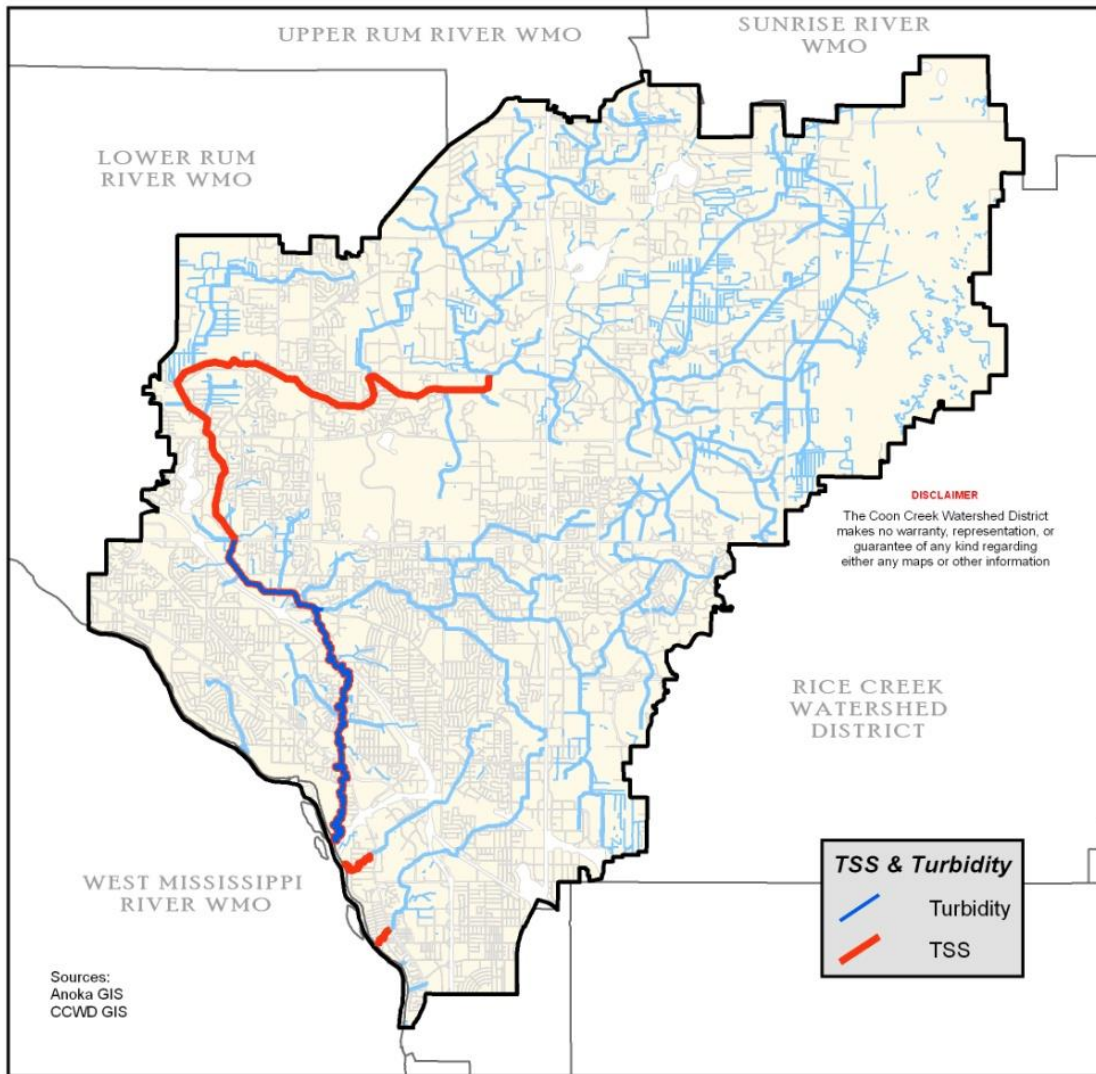 UPPER RUM RIVER WMO
SUNRISE RIVER
WMO
LOWER RUM
RIVER WMO
DISCLAIMER
The Coon Creek Watershed District
makes no warranty, representation, or
guarantee of any kind regarding
either any maps or other information
RICE CREEK
WATERSHED
DISTRICT
WEST MISSISSIPPI
RIVER WMO
TSS & Turbidity
Turbidity
TSS
Sources:
Anoka GIS
CCWD GIS